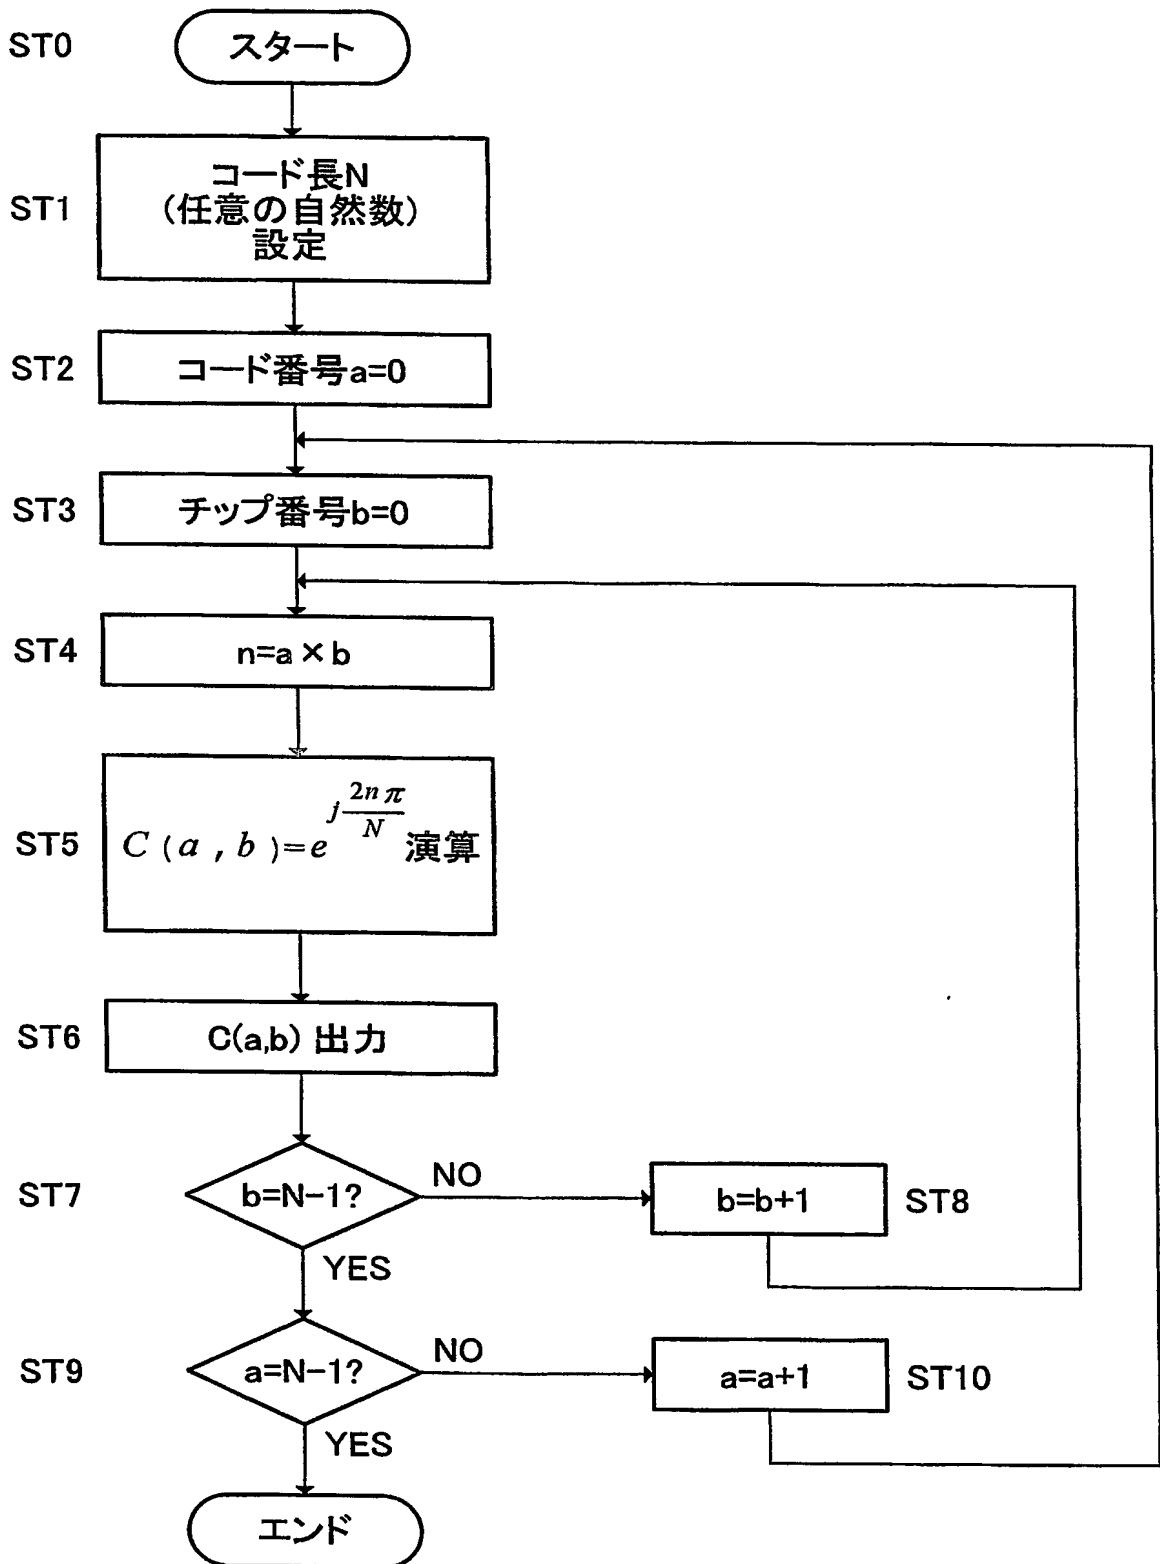 ST0
スタート
ST1
コード長N
(任意の自然数)
設定
ST2
コード番号a=0
ST3
チップ番号b=0
ST4
n=a×b
ST5
C(a,b)=e^{j\frac{2nπ}{N}}演算
ST6
C(a,b) 出力
ST7
b=N-1?
NO
b=b+1
ST8
YES
ST9
a=N-1?
NO
a=a+1
ST10
YES
エンド